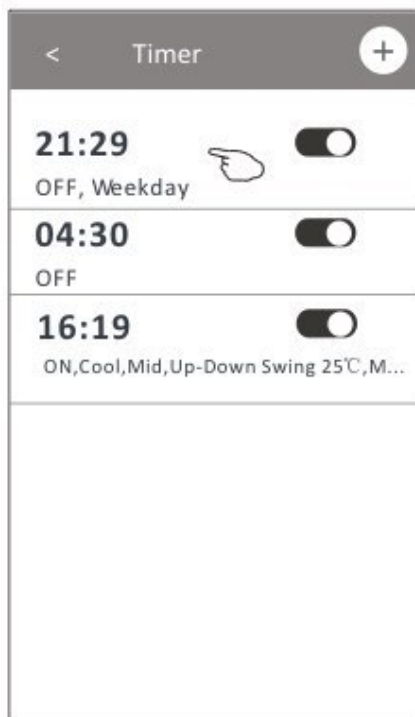 < Timer +
21:29
OFF, Weekday
04:30
OFF
16:19
ON,Cool,Mid,Up-Down Swing 25℃,M...